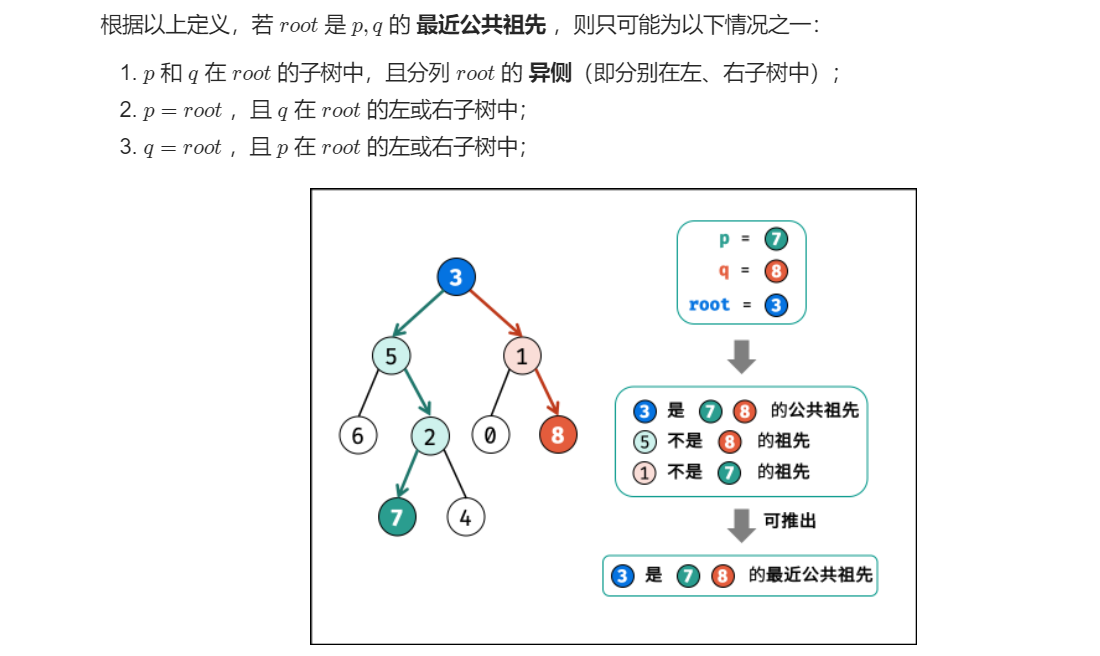 根据以上定义，若 root 是 p, q 的 最近公共祖先 ，则只可能为以下情况之一：
1. p 和 q 在 root 的子树中，且分列 root 的 异侧（即分别在左、右子树中）；
2. p = root ，且 q 在 root 的左或右子树中；
3. q = root ，且 p 在 root 的左或右子树中；
3
5 1
6 2 0 8
7 4
p = 7
q = 8
root = 3
3 是 7 8 的公共祖先
5 不是 8 的祖先
1 不是 7 的祖先
可推出
3 是 7 8 的最近公共祖先